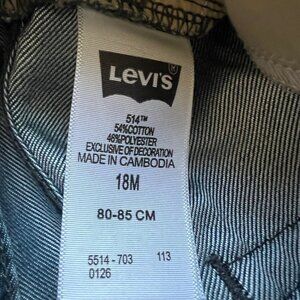 Levi's
514™
54%COTTON
46%POLYESTER
EXCLUSIVE OF DECORATION
MADE IN CAMBODIA
18M
80-85 CM
5514 - 703 113
0126